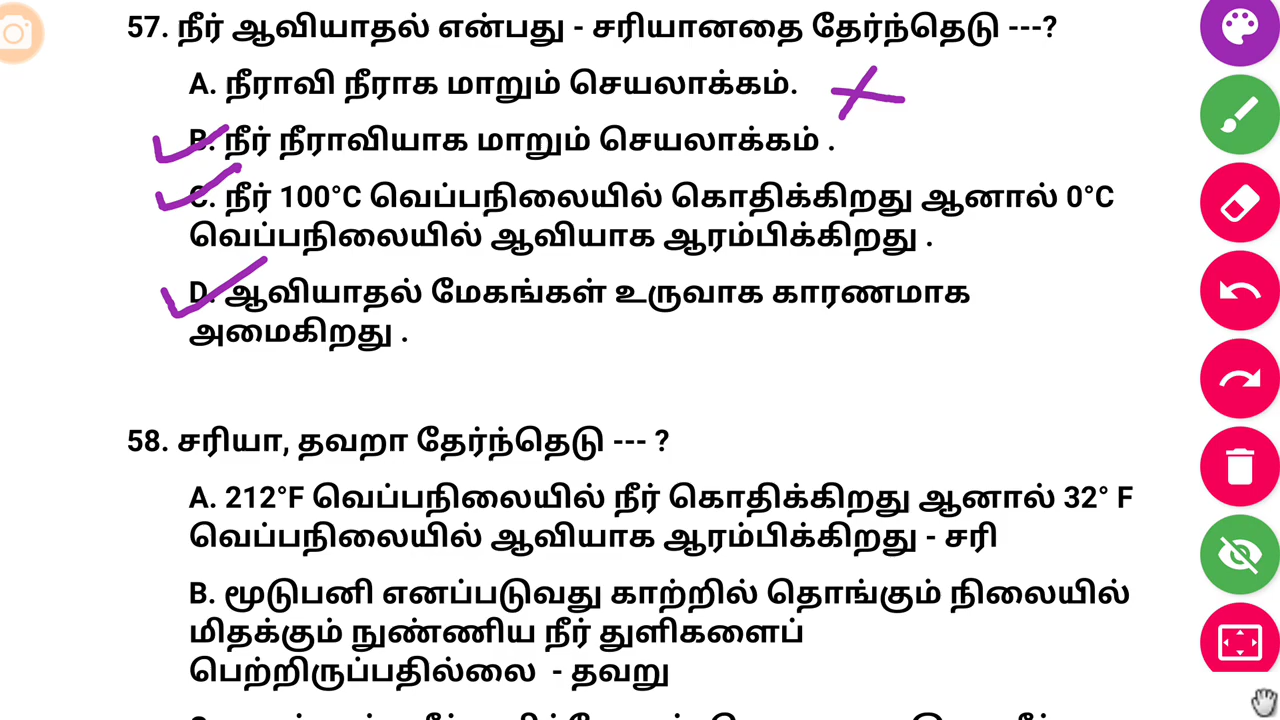 57. நீர் ஆவியாதல் என்பது - சரியானதை தேர்ந்தெடு ---?
A. நீராவி நீராக மாறும் செயலாக்கம்.
B. நீர் நீராவியாக மாறும் செயலாக்கம் .
C. நீர் 100°C வெப்பநிலையில் கொதிக்கிறது ஆனால் 0°C
வெப்பநிலையில் ஆவியாக ஆரம்பிக்கிறது .
D. ஆவியாதல் மேகங்கள் உருவாக காரணமாக
அமைகிறது .
58. சரியா, தவறா தேர்ந்தெடு --- ?
A. 212°F வெப்பநிலையில் நீர் கொதிக்கிறது ஆனால் 32° F
வெப்பநிலையில் ஆவியாக ஆரம்பிக்கிறது - சரி
B. மூடுபனி எனப்படுவது காற்றில் தொங்கும் நிலையில்
மிதக்கும் நுண்ணிய நீர் துளிகளைப்
பெற்றிருப்பதில்லை - தவறு